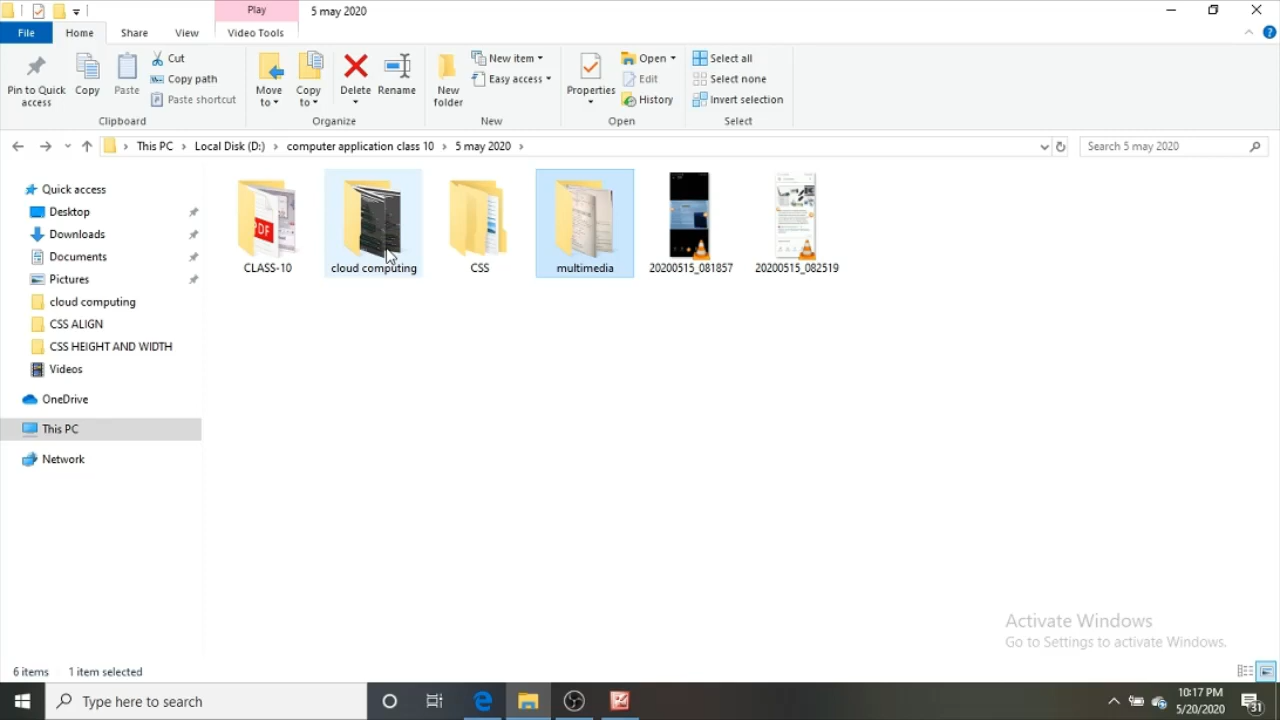 Play
5 may 2020
File
Home
Share
View
Video Tools
Pin to Quick access
Copy
Paste
Cut
Copy path
Paste shortcut
Move to
Copy to
Delete
Rename
New folder
New item
Easy access
Properties
Open
Edit
History
Select all
Select none
Invert selection
Clipboard
Organize
New
Open
Select
This PC > Local Disk (D:) > computer application class 10 > 5 may 2020 >
Search 5 may 2020
Quick access
Desktop
Downloads
Documents
Pictures
cloud computing
CSS ALIGN
CSS HEIGHT AND WIDTH
Videos
OneDrive
This PC
Network
PDF
CLASS-10
cloud computing
CSS
multimedia
20200515_081857
20200515_082519
Activate Windows
Go to Settings to activate Windows.
6 items 1 item selected
Type here to search
10:17 PM
5/20/2020
31